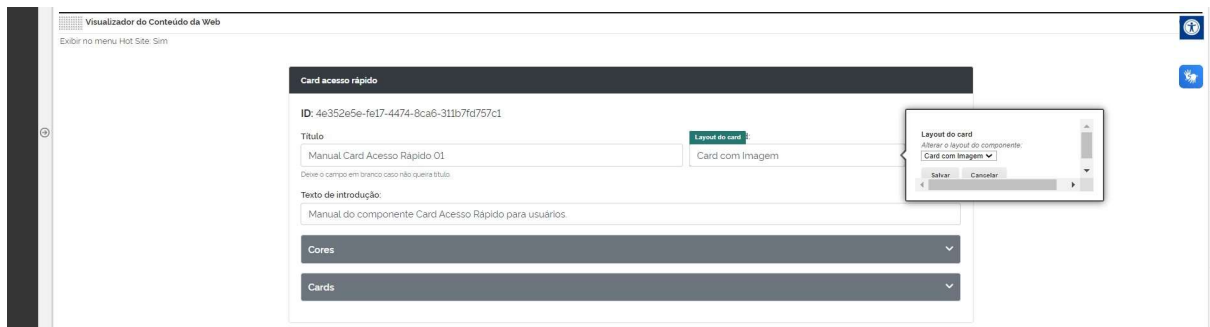 Visualizador do Conteúdo da Web
Exibir no menu Hot Site: Sim
Card acesso rápido
ID: 4e352e5e-fe17-4474-8ca6-311b7fd757c1
Título
Layout do card
Manual Card Acesso Rápido 01
Card com Imagem
Deixe o campo em branco caso não queira título.
Layout do card
Alterar o layout do componente:
Card com Imagem
Salvar Cancelar
Texto de introdução:
Manual do componente Card Acesso Rápido para usuários.
Cores
Cards